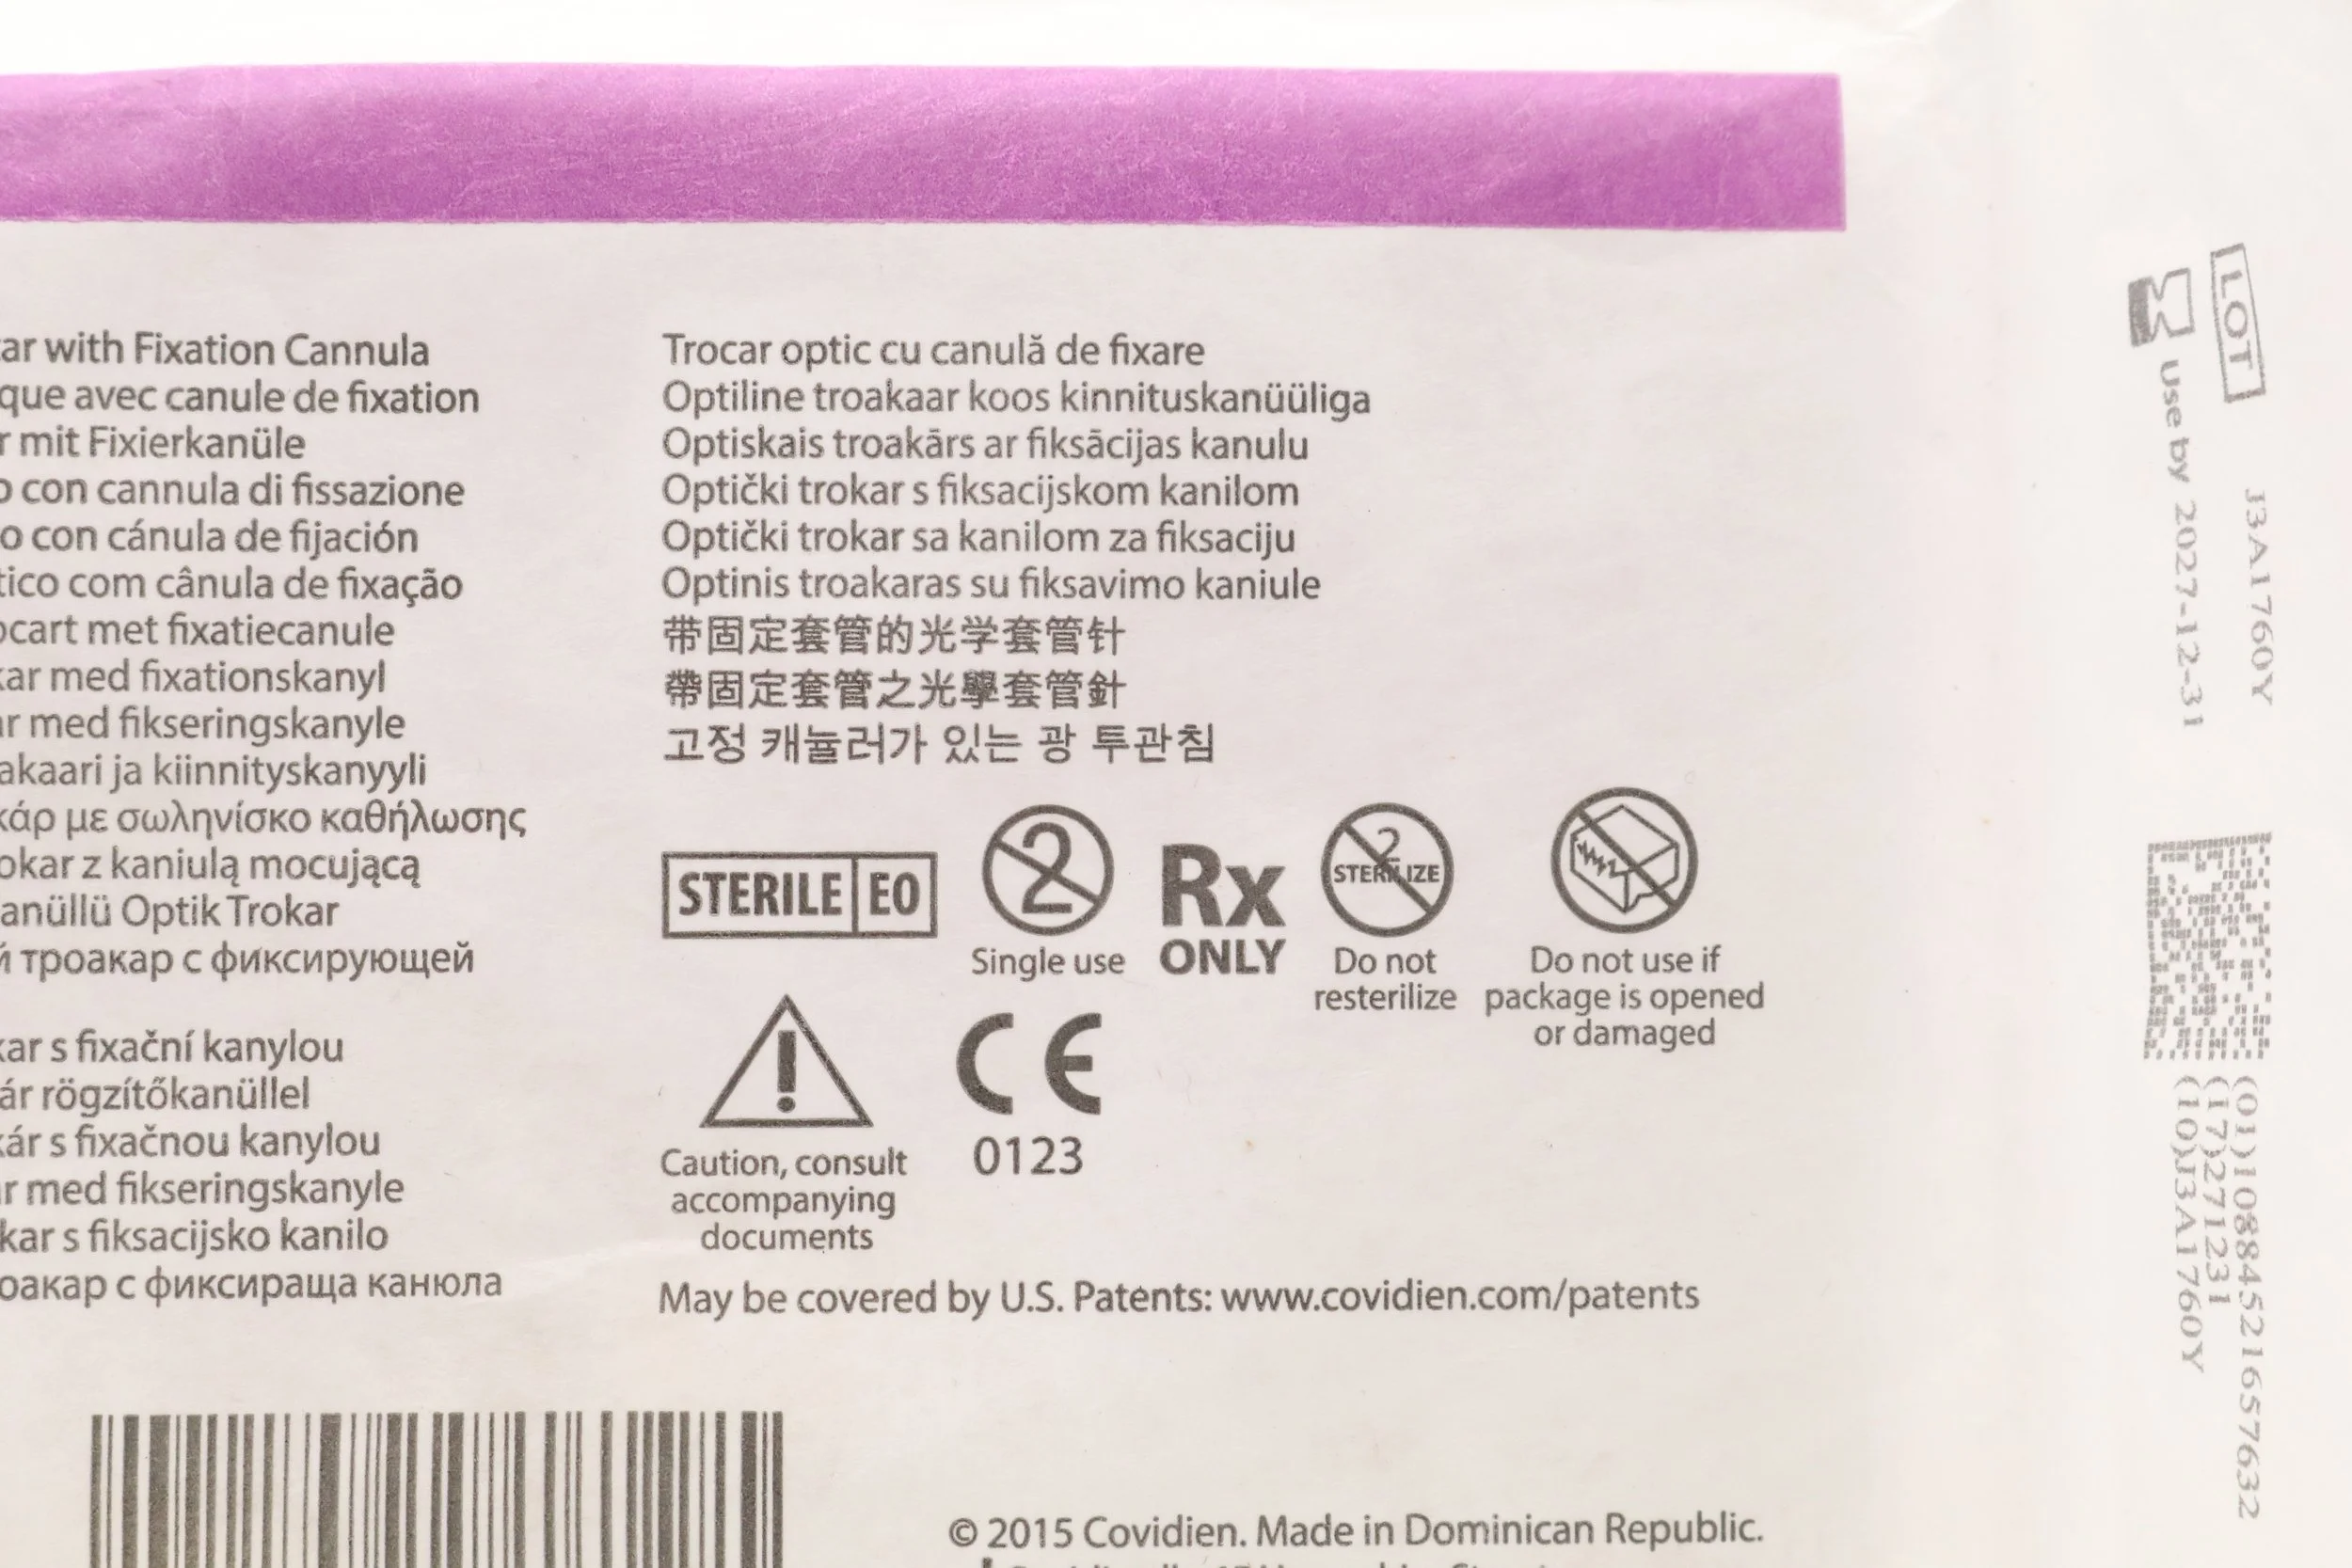 ar with Fixation Cannula
que avec canule de fixation
r mit Fixierkanüle
o con cannula di fissazione
o con cánula de fijación
tico com cânula de fixação
ocart met fixatiecanule
kar med fixationskanyl
ar med fikseringskanyle
akaari ja kiinnityskanyyli
κάρ με σωληνίσκο καθήλωσης
okar z kaniulą mocującą
anüllü Optik Trokar
й троакар с фиксирующей
kar s fixační kanylou
ár rögzítőkanüllel
kár s fixačnou kanylou
ar med fikseringskanyle
kar s fiksacijsko kanilo
оакар с фиксираща канюла
Trocar optic cu canulă de fixare
Optiline troakaar koos kinnituskanüüliga
Optiskais troakārs ar fiksācijas kanulu
Optički trokar s fiksacijskom kanilom
Optički trokar sa kanilom za fiksaciju
Optinis troakaras su fiksavimo kaniule
带固定套管的光学套管针
帶固定套管之光學套管針
고정 캐뉼러가 있는 광 투관침
STERILE EO
2
Single use
Rx
ONLY
2
STERILIZE
Do not
resterilize
Do not use if
package is opened
or damaged
Caution, consult
accompanying
documents
CE
0123
May be covered by U.S. Patents: www.covidien.com/patents
© 2015 Covidien. Made in Dominican Republic.
LOT J3A1760Y
Use by 2027-12-31
(01)10884521657632
(17)271231
(10)J3A1760Y